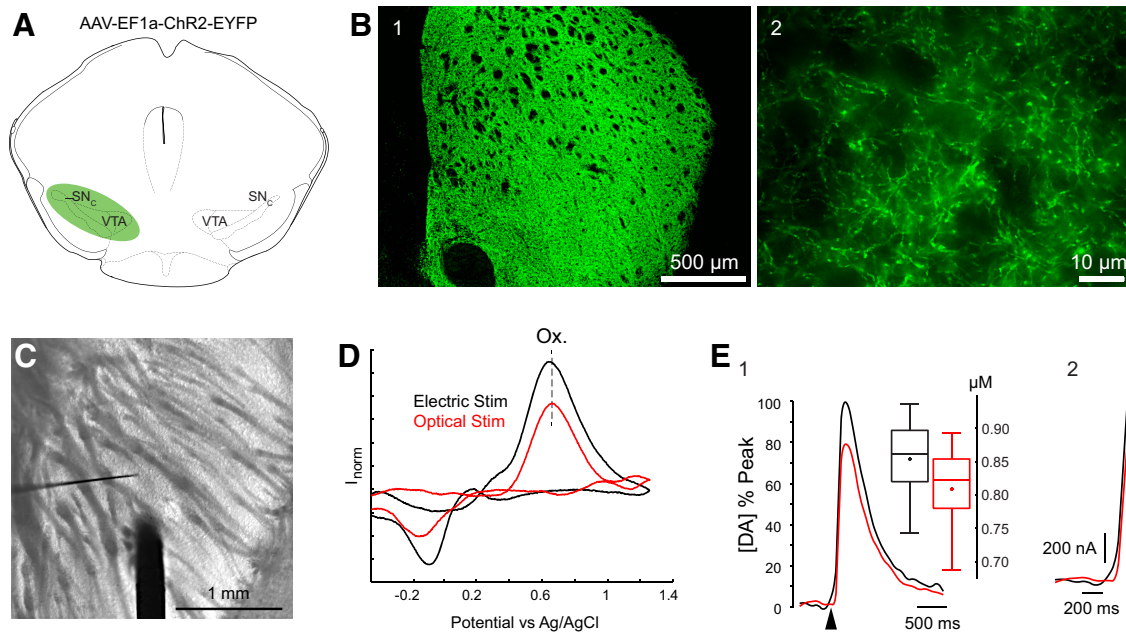 A
AAV-EF1a-ChR2-EYFP
SNc
VTA
VTA
SNc
B
1
500 µm
2
10 µm
C
1 mm
D
Ox.
Electric Stim
Optical Stim
Inorm
-0.2
0.2
0.6
1
1.4
Potential vs Ag/AgCl
E
1
[DA] % Peak
100
80
60
40
20
10
0
µM
0.90
0.85
0.80
0.75
0.70
500 ms
2
200 nA
200 ms